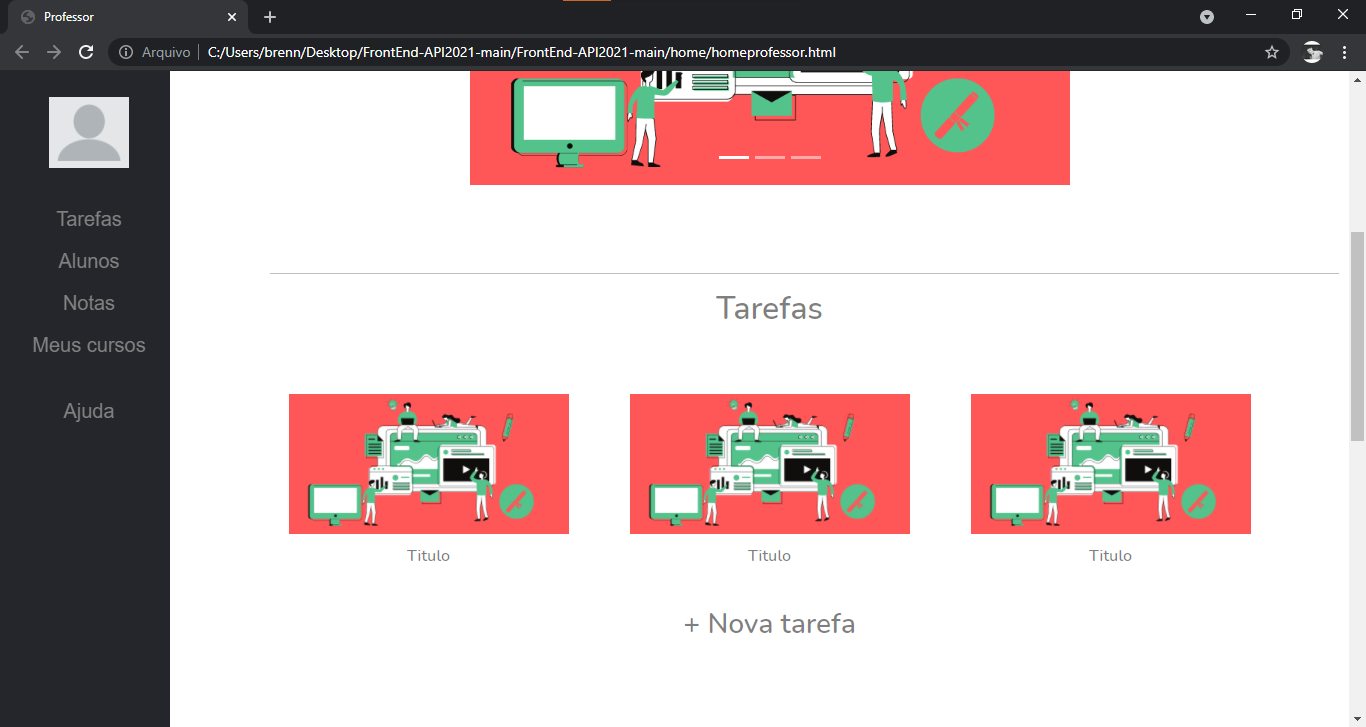 Professor
Arquivo
C:/Users/brenn/Desktop/FrontEnd-API2021-main/FrontEnd-API2021-main/home/homeprofessor.html
Tarefas
Alunos
Notas
Meus cursos
Ajuda
Tarefas
Titulo
Titulo
Titulo
+ Nova tarefa